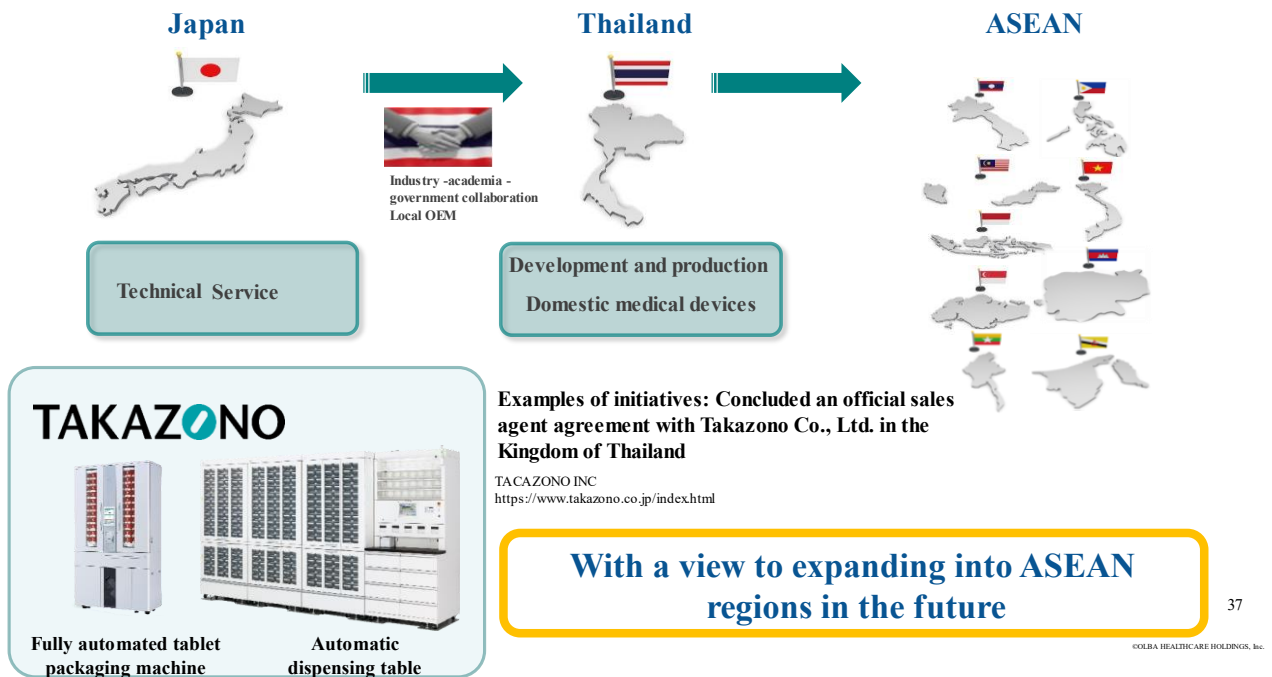 Japan
Thailand
ASEAN
Industry -academia -
government collaboration
Local OEM
Technical Service
Development and production
Domestic medical devices
TAKAZONO
Fully automated tablet
packaging machine
Automatic
dispensing table
Examples of initiatives: Concluded an official sales
agent agreement with Takazono Co., Ltd. in the
Kingdom of Thailand
TACAZONO INC
https://www.takazono.co.jp/index.html
With a view to expanding into ASEAN
regions in the future
37
©OLBA HEALTHCARE HOLDINGS, Inc.